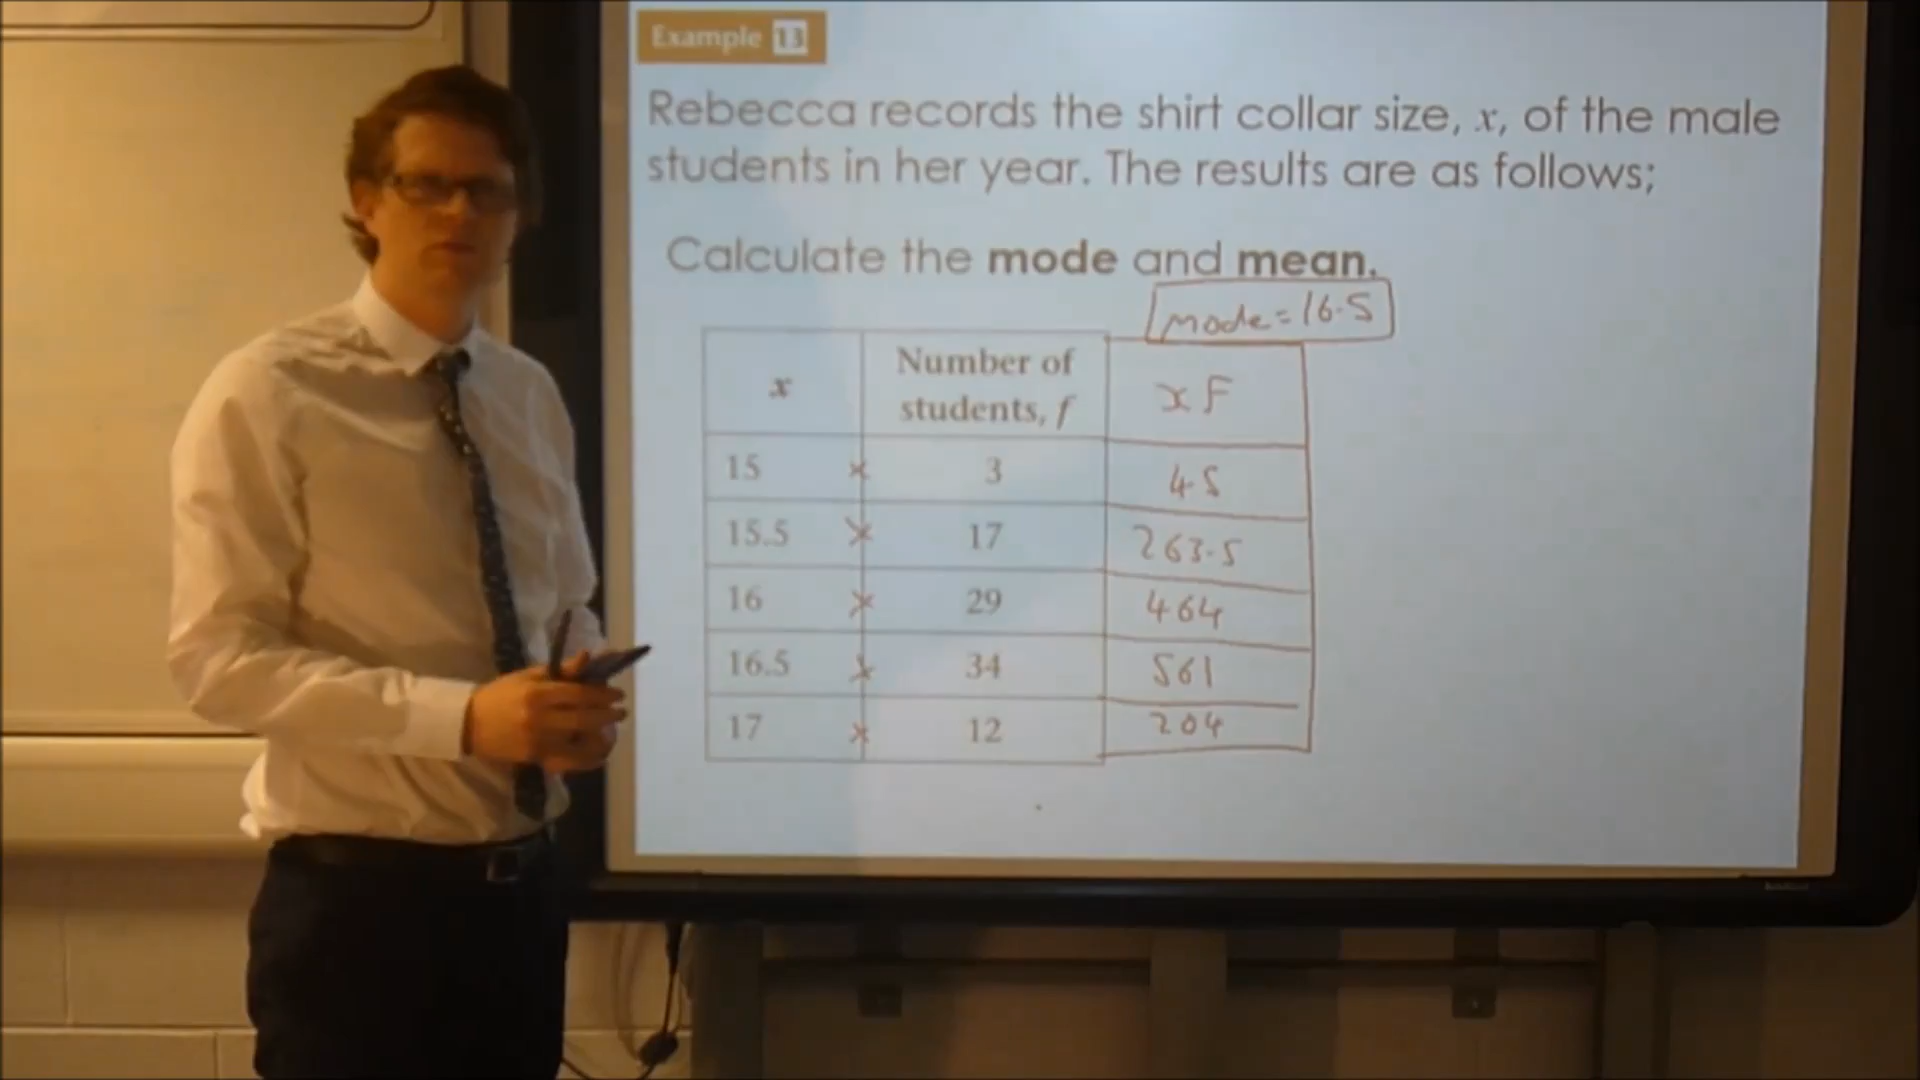 Example 13
Rebecca records the shirt collar size, x, of the male
students in her year. The results are as follows;
Calculate the mode and mean.
mode = 16.5
x Number of students, f xF
15 × 3 45
15.5 × 17 263.5
16 × 29 464
16.5 × 34 561
17 × 12 204